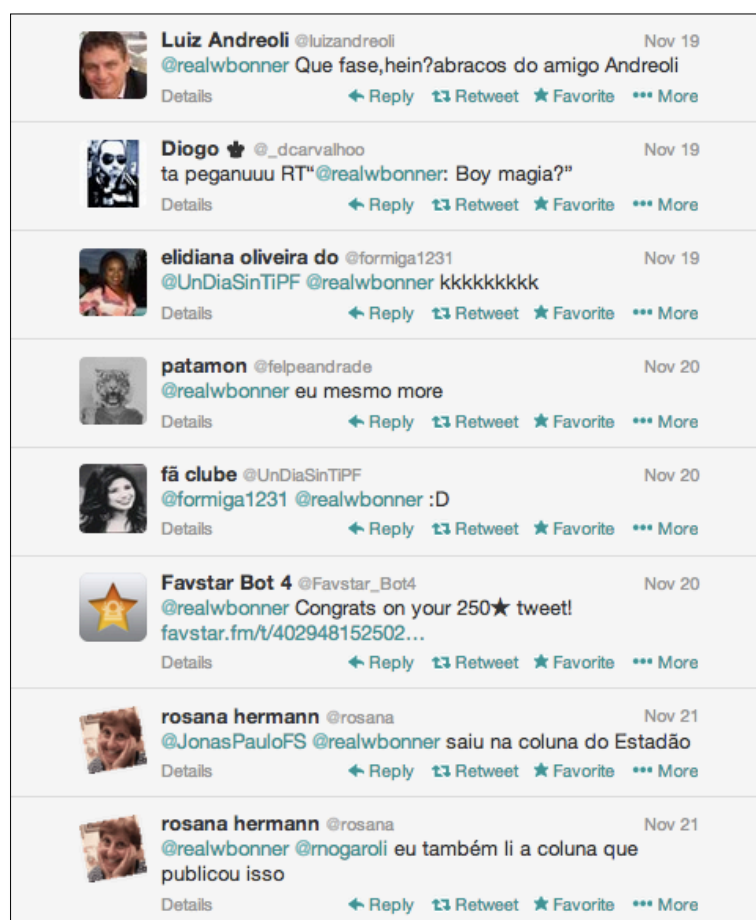 Luiz Andreoli @luizandreoli Nov 19
@realwbonner Que fase,hein?abracos do amigo Andreoli
Details Reply Retweet Favorite More
Diogo @_dcarvalhoo Nov 19
ta peganuuu RT“@realwbonner: Boy magia?”
Details Reply Retweet Favorite More
elidiana oliveira do @formiga1231 Nov 19
@UnDiaSinTiPF @realwbonner kkkkkkkkk
Details Reply Retweet Favorite More
patamon @felpeandrade Nov 20
@realwbonner eu mesmo more
Details Reply Retweet Favorite More
fã clube @UnDiaSinTiPF Nov 20
@formiga1231 @realwbonner :D
Details Reply Retweet Favorite More
Favstar Bot 4 @Favstar_Bot4 Nov 20
@realwbonner Congrats on your 250★ tweet!
favstar.fm/t/402948152502…
Details Reply Retweet Favorite More
rosana hermann @rosana Nov 21
@JonasPauloFS @realwbonner saiu na coluna do Estadão
Details Reply Retweet Favorite More
rosana hermann @rosana Nov 21
@realwbonner @rnogaroli eu também li a coluna que
publicou isso
Details Reply Retweet Favorite More